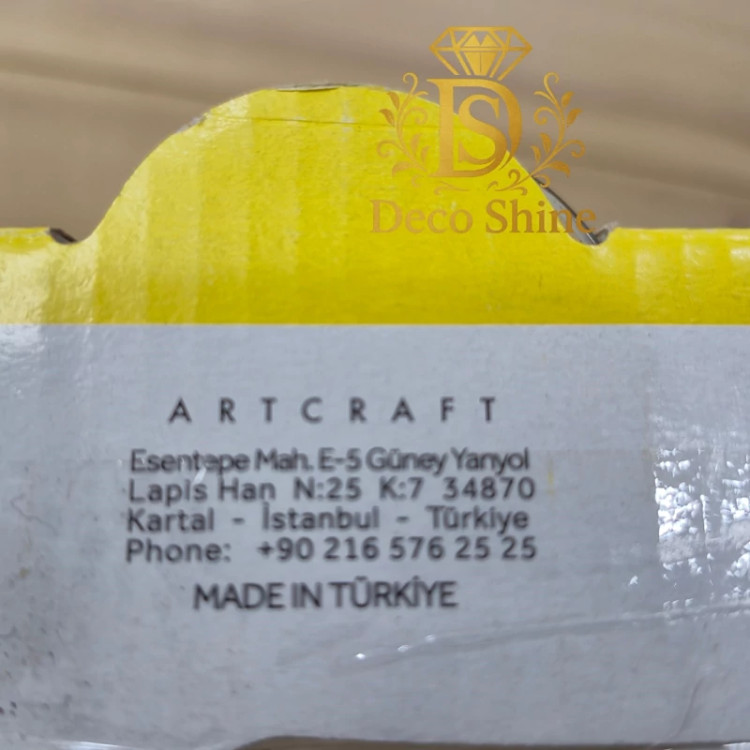 DS
Deco Shine
ARTCRAFT
Esentepe Mah. E-5 Güney Yanyol
Lapis Han N:25 K:7 34870
Kartal - İstanbul - Türkiye
Phone: +90 216 576 25 25
MADE IN TÜRKİYE